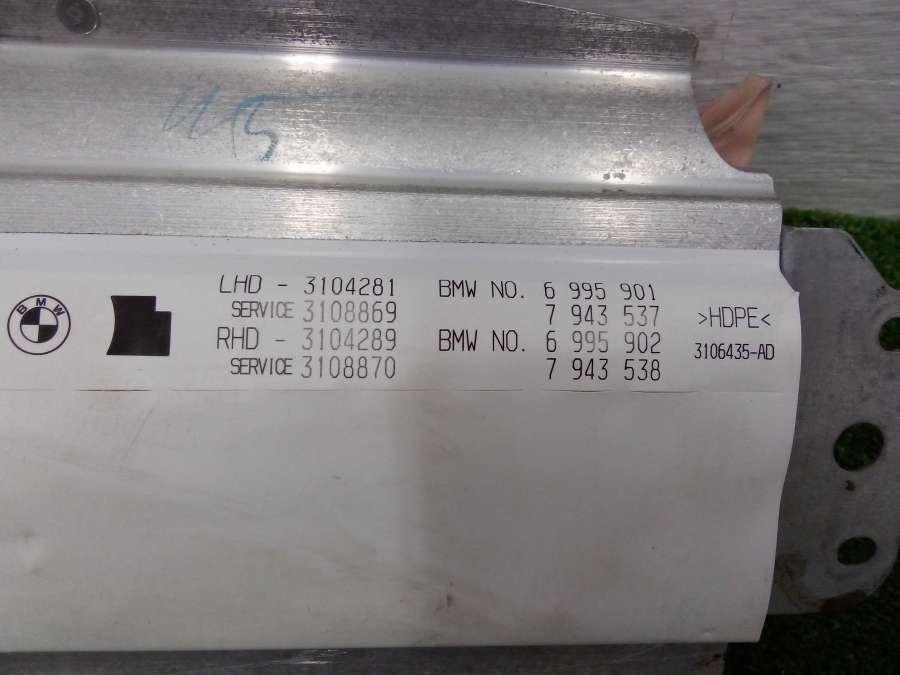 BMW
LHD - 3104281 BMW NO. 6 995 901
SERVICE 3108869 7 943 537
RHD - 3104289 BMW NO. 6 995 902
SERVICE 3108870 7 943 538
>HDPE<
3106435-AD